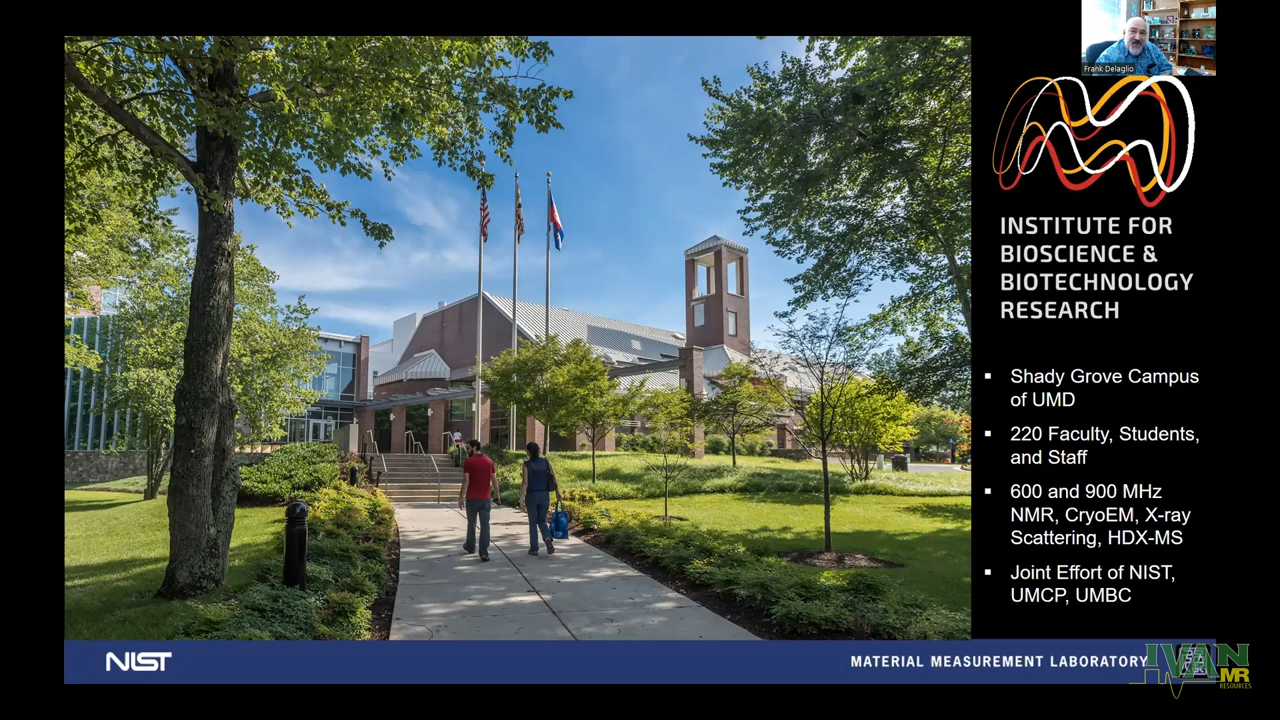 Frank Delaglio
INSTITUTE FOR
BIOSCIENCE &
BIOTECHNOLOGY
RESEARCH
▪ Shady Grove Campus
of UMD
▪ 220 Faculty, Students,
and Staff
▪ 600 and 900 MHz
NMR, CryoEM, X-ray
Scattering, HDX-MS
▪ Joint Effort of NIST,
UMCP, UMBC
NIST
MATERIAL MEASUREMENT LABORATORY
IVAN
MR
RESOURCES